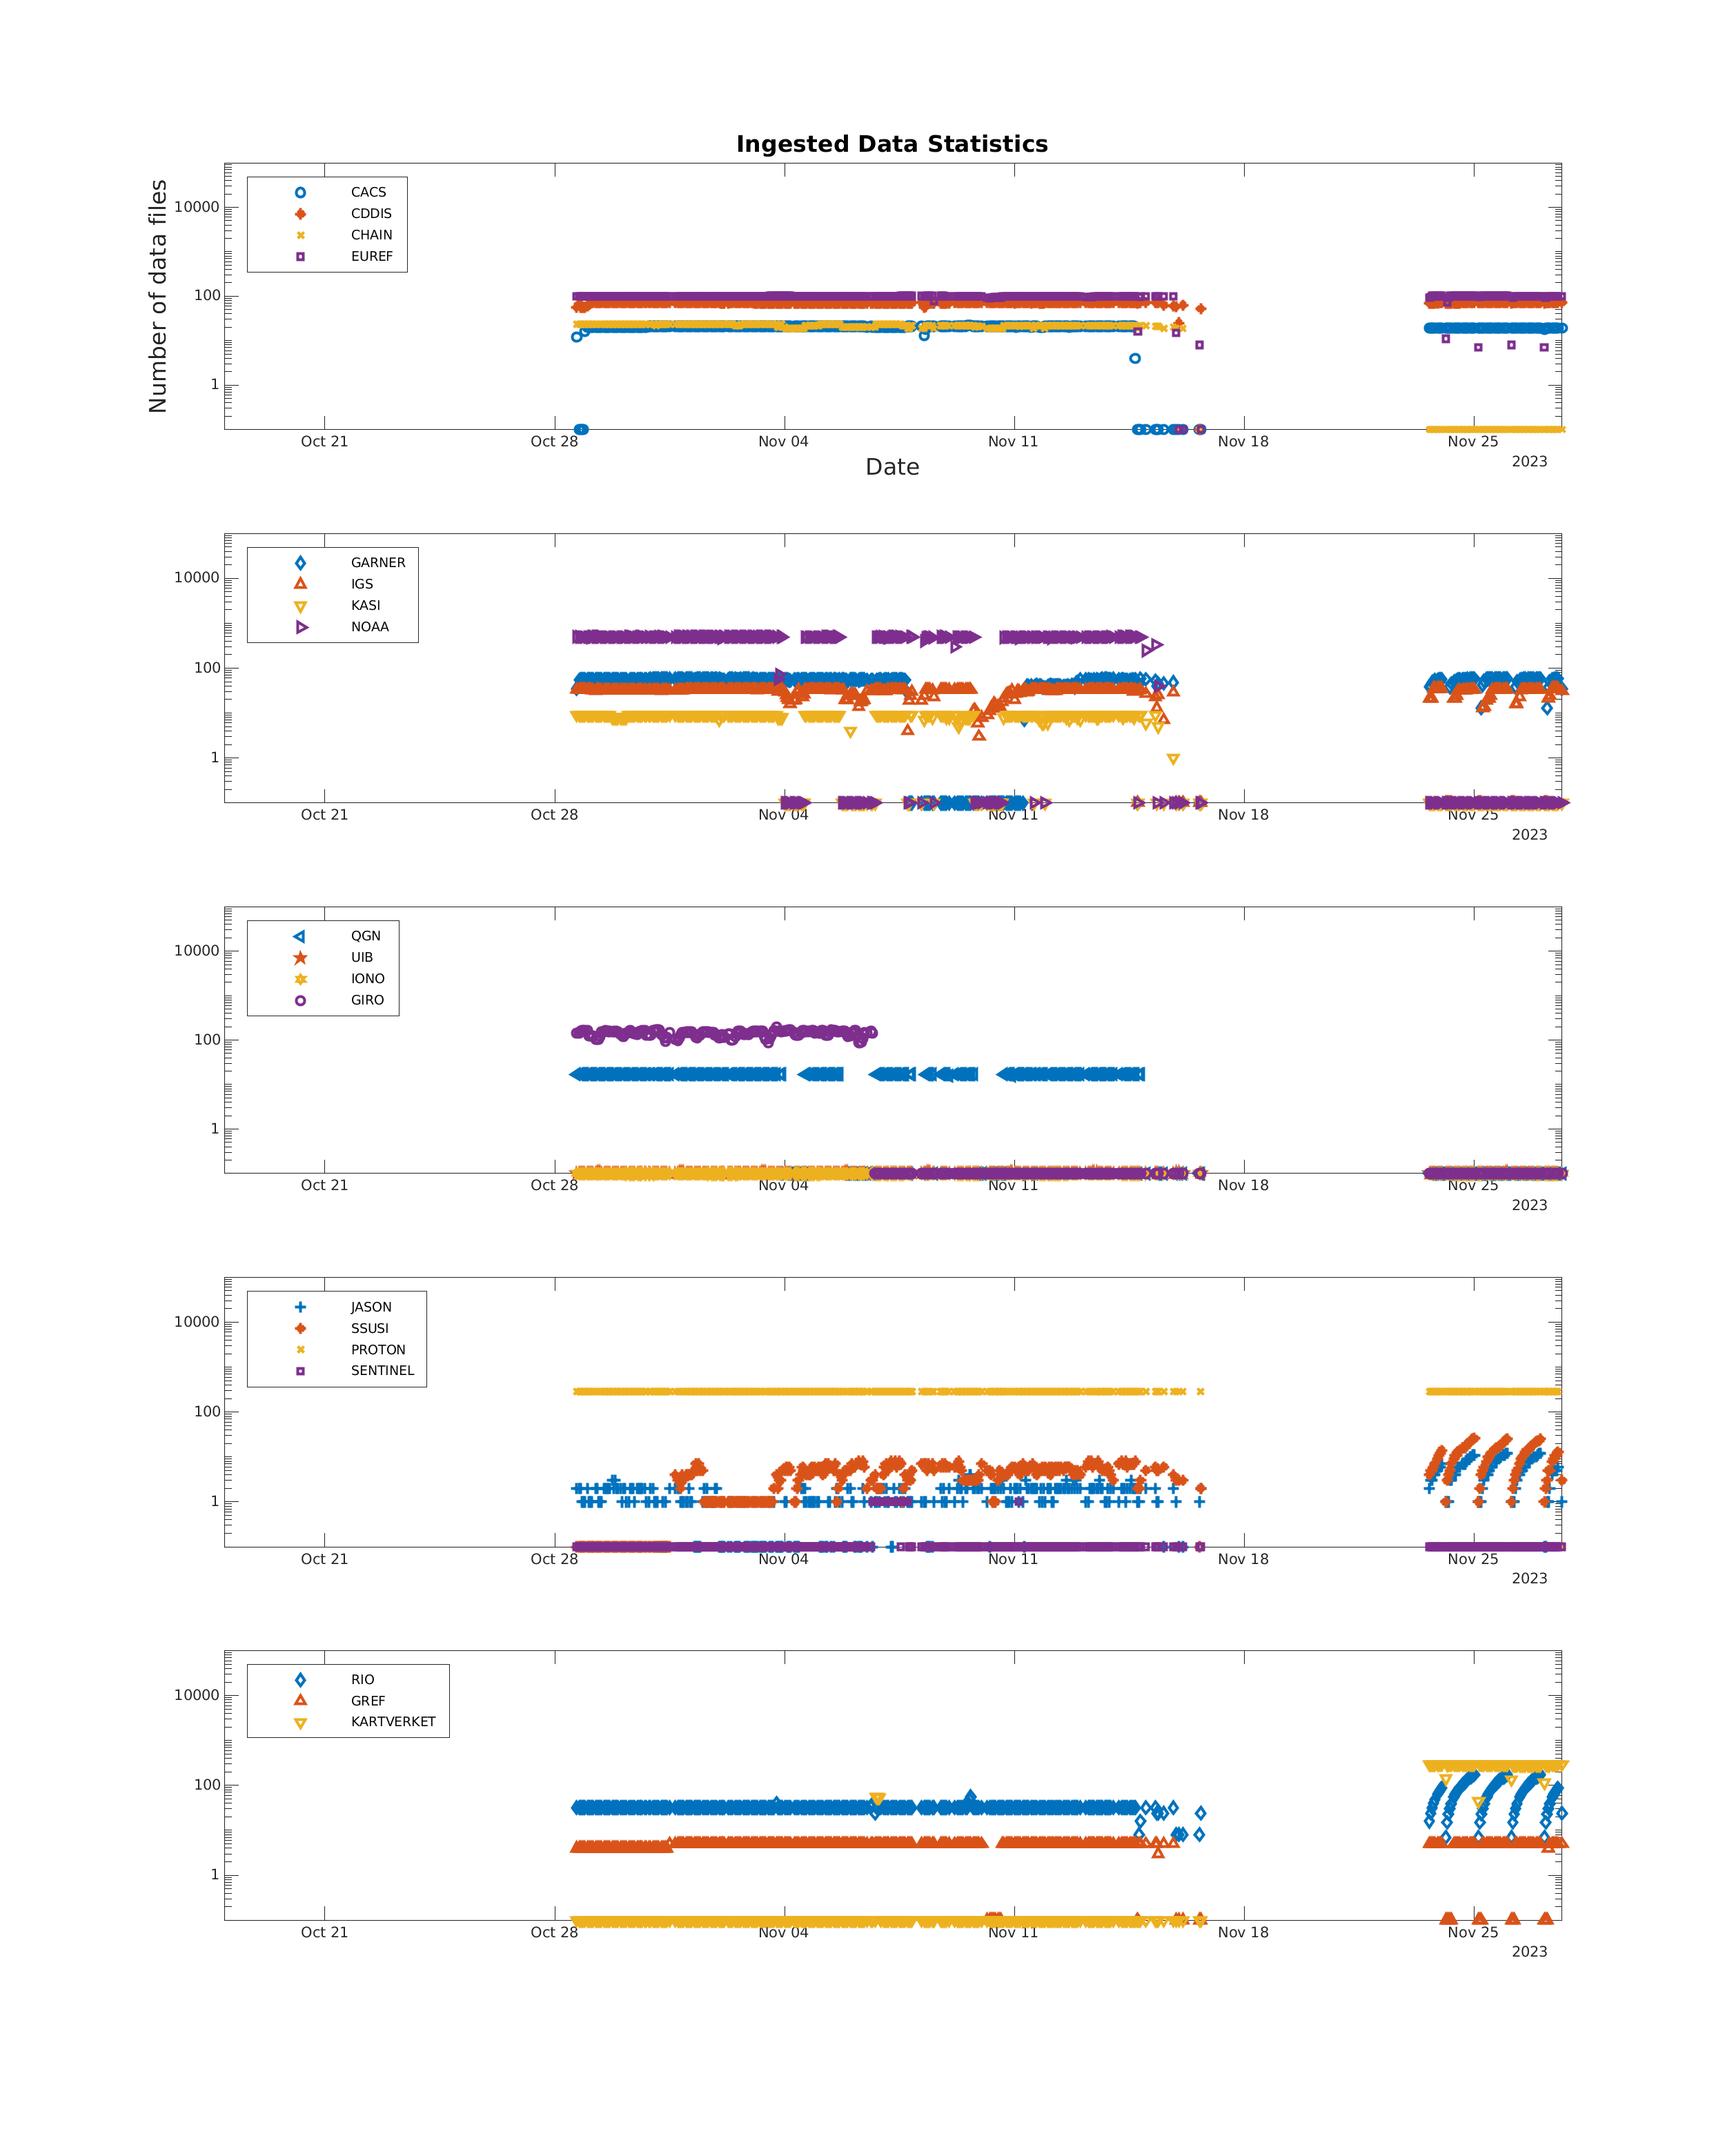 Ingested Data Statistics
Number of data files
10000
100
1
CACS
CDDIS
CHAIN
EUREF
Oct 21 Oct 28 Nov 04 Nov 11 Nov 18 Nov 25
2023
Date
10000
100
1
GARNER
IGS
KASI
NOAA
Oct 21 Oct 28 Nov 04 Nov 11 Nov 18 Nov 25
2023
10000
100
1
QGN
UIB
IONO
GIRO
Oct 21 Oct 28 Nov 04 Nov 11 Nov 18 Nov 25
2023
10000
100
1
JASON
SSUSI
PROTON
SENTINEL
Oct 21 Oct 28 Nov 04 Nov 11 Nov 18 Nov 25
2023
10000
100
1
RIO
GREF
KARTVERKET
Oct 21 Oct 28 Nov 04 Nov 11 Nov 18 Nov 25
2023